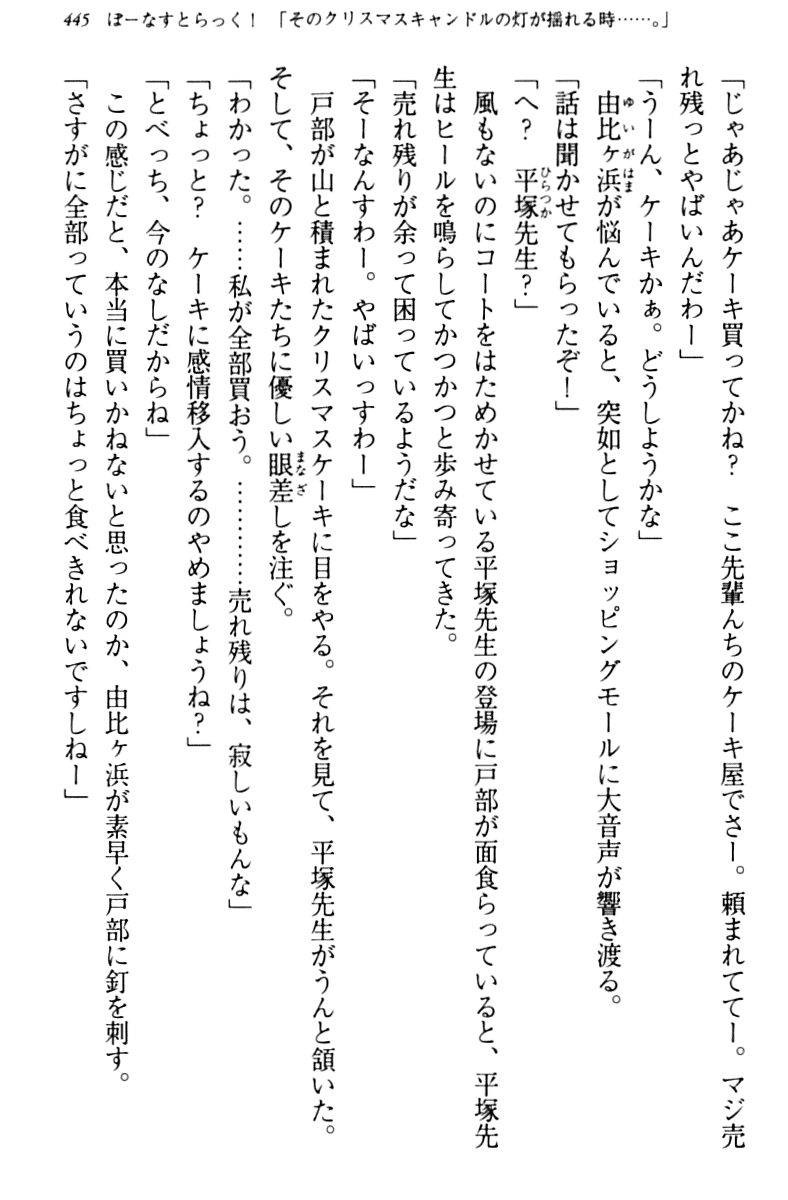 445 ぼーなすとらっく！ 「そのクリスマスキャンドルの灯が揺れる時……。」
「じゃあじゃあケーキ買ってかね？　ここ先輩んちのケーキ屋でさー。頼まれててー。マジ売
れ残っとやばいんだわー」
「うーん、ケーキかぁ。どうしようかな」
由比ヶ浜が悩んでいると、突如としてショッピングモールに大音声が響き渡る。
「話は聞かせてもらったぞ！」
「へ？　平塚先生？」
風もないのにコートをはためかせている平塚先生の登場に戸部が面食らっていると、平塚先
生はヒールを鳴らしてかつかつと歩み寄ってきた。
「売れ残りが余って困っているようだな」
「そーなんすわー。やばいっすわー」
戸部が山と積まれたクリスマスケーキに目をやる。それを見て、平塚先生がうんと頷いた。
そして、そのケーキたちに優しい眼差しを注ぐ。
「わかった。……私が全部買おう。…………売れ残りは、寂しいもんな」
「ちょっと？　ケーキに感情移入するのやめましょうね？」
「とべっち、今のなしだからね」
この感じだと、本当に買いかねないと思ったのか、由比ヶ浜が素早く戸部に釘を刺す。
「さすがに全部っていうのはちょっと食べきれないですしねー」